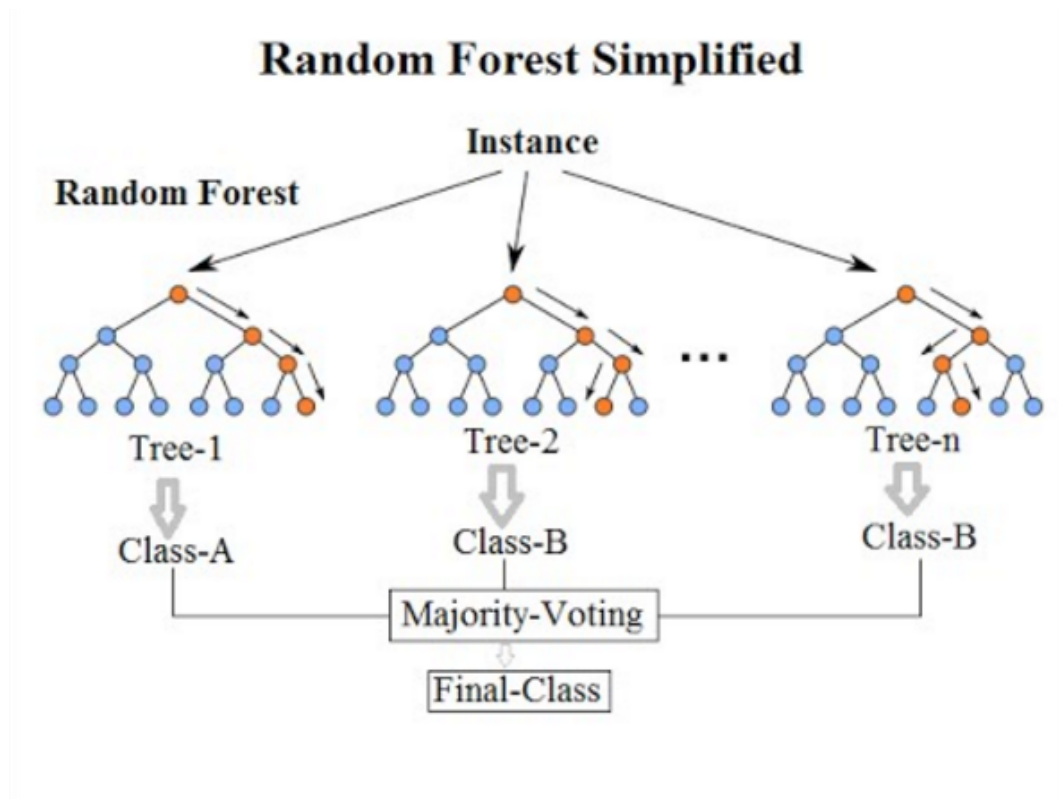 Random Forest Simplified
Instance
Random Forest
...
Tree-1
Tree-2
Tree-n
Class-A
Class-B
Class-B
Majority-Voting
Final-Class